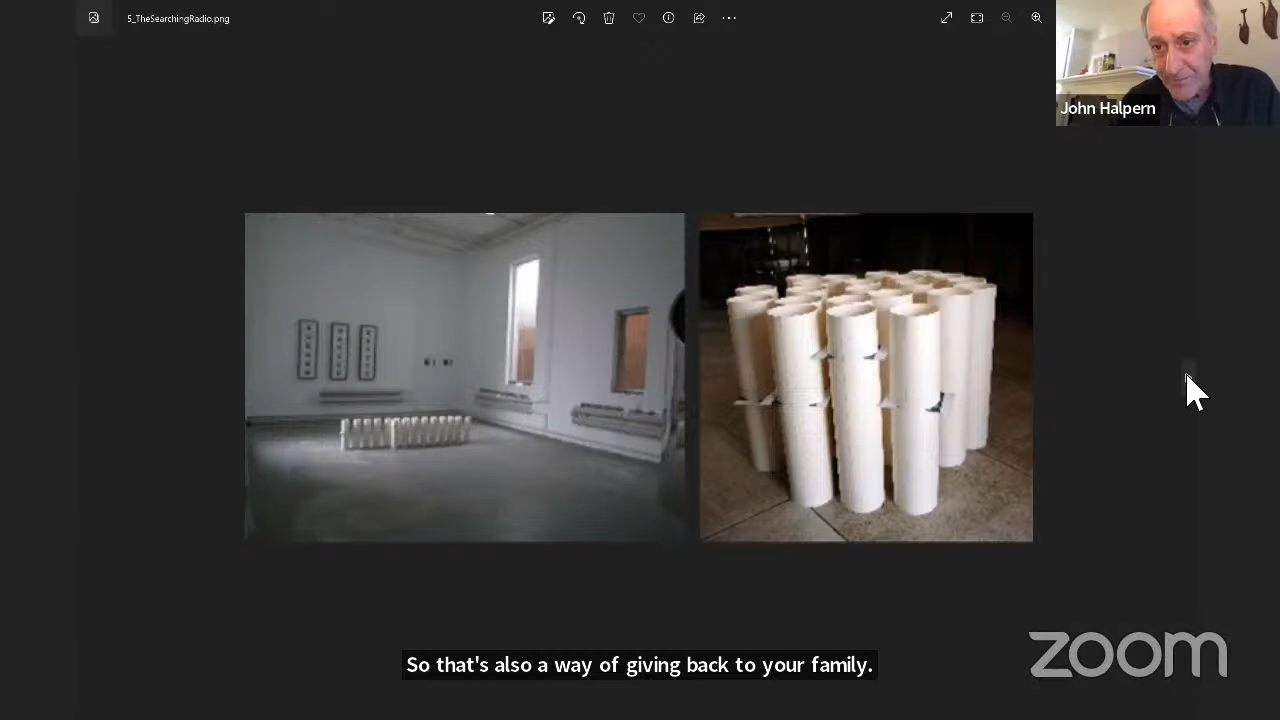 5_TheSearchingRadio.png
John Halpern
So that's also a way of giving back to your family.
zoom